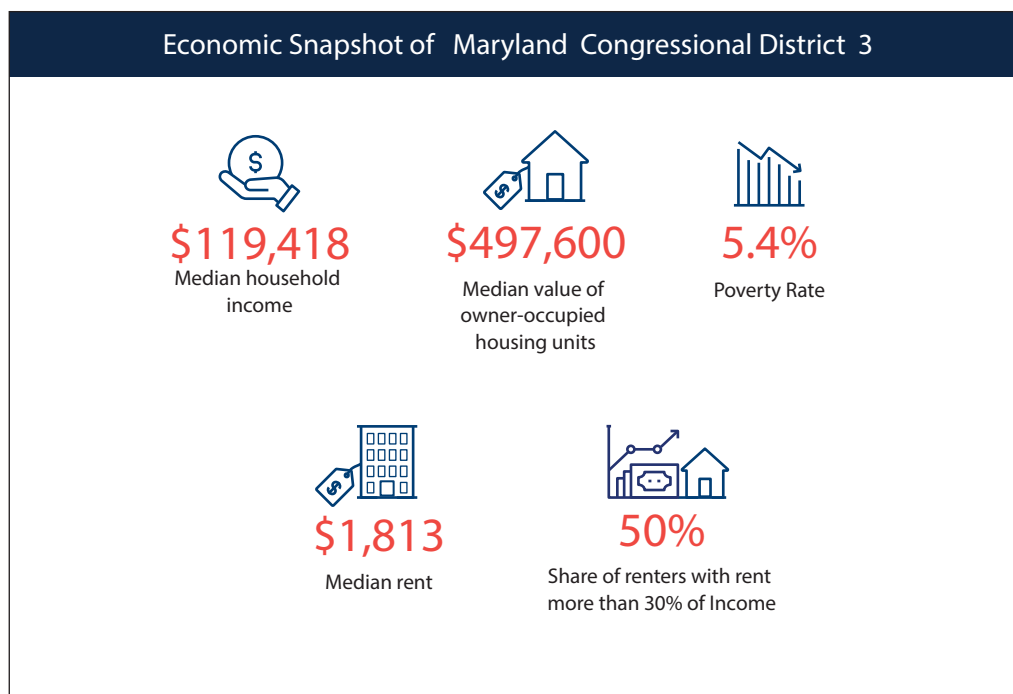 Economic Snapshot of Maryland Congressional District 3
$
$119,418
Median household
income
$
$497,600
Median value of
owner-occupied
housing units
5.4%
Poverty Rate
$
$1,813
Median rent
50%
Share of renters with rent
more than 30% of Income